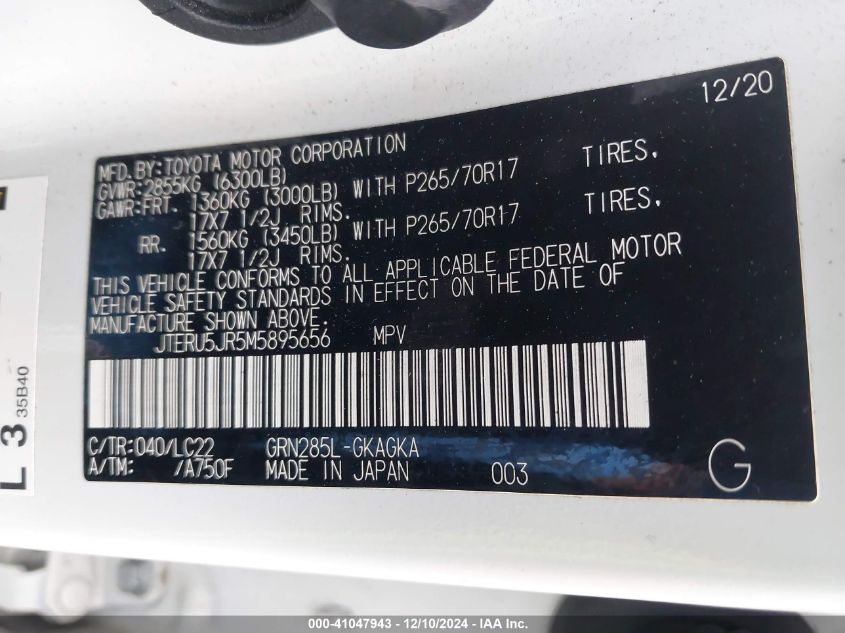 12/20
MFD. BY: TOYOTA MOTOR CORPORATION
GVWR: 2855KG (6300LB)
GAWR: FRT. 1360KG (3000LB) WITH P265/70R17 TIRES,
17X7 1/2J RIMS.
RR. 1560KG (3450LB) WITH P265/70R17 TIRES,
17X7 1/2J RIMS.
THIS VEHICLE CONFORMS TO ALL APPLICABLE FEDERAL MOTOR
VEHICLE SAFETY STANDARDS IN EFFECT ON THE DATE OF
MANUFACTURE SHOWN ABOVE.
JTERU5JR5M5895656 MPV
C/TR: 040/LC22 GRN285L-GKAGKA
A/TM: /A750F MADE IN JAPAN 003 G
L 3 35B40
000-41047943 - 12/10/2024 - IAA Inc.